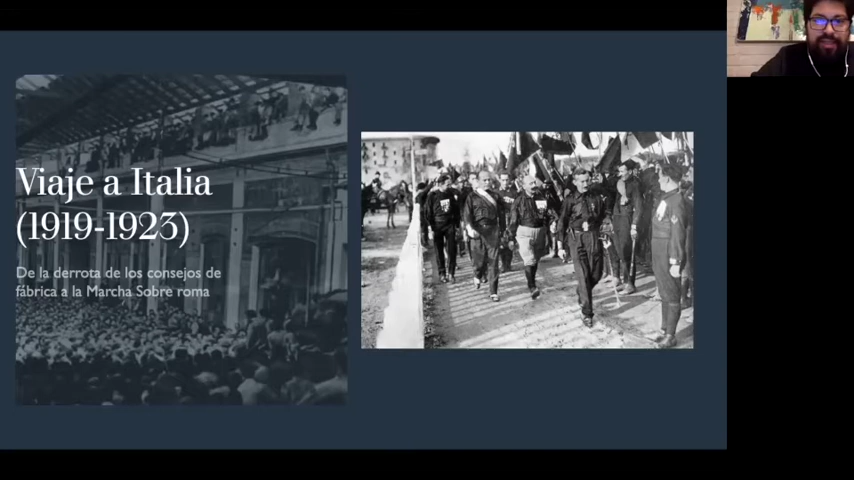 Viaje a Italia
(1919-1923)
De la derrota de los consejos de
fábrica a la Marcha Sobre roma